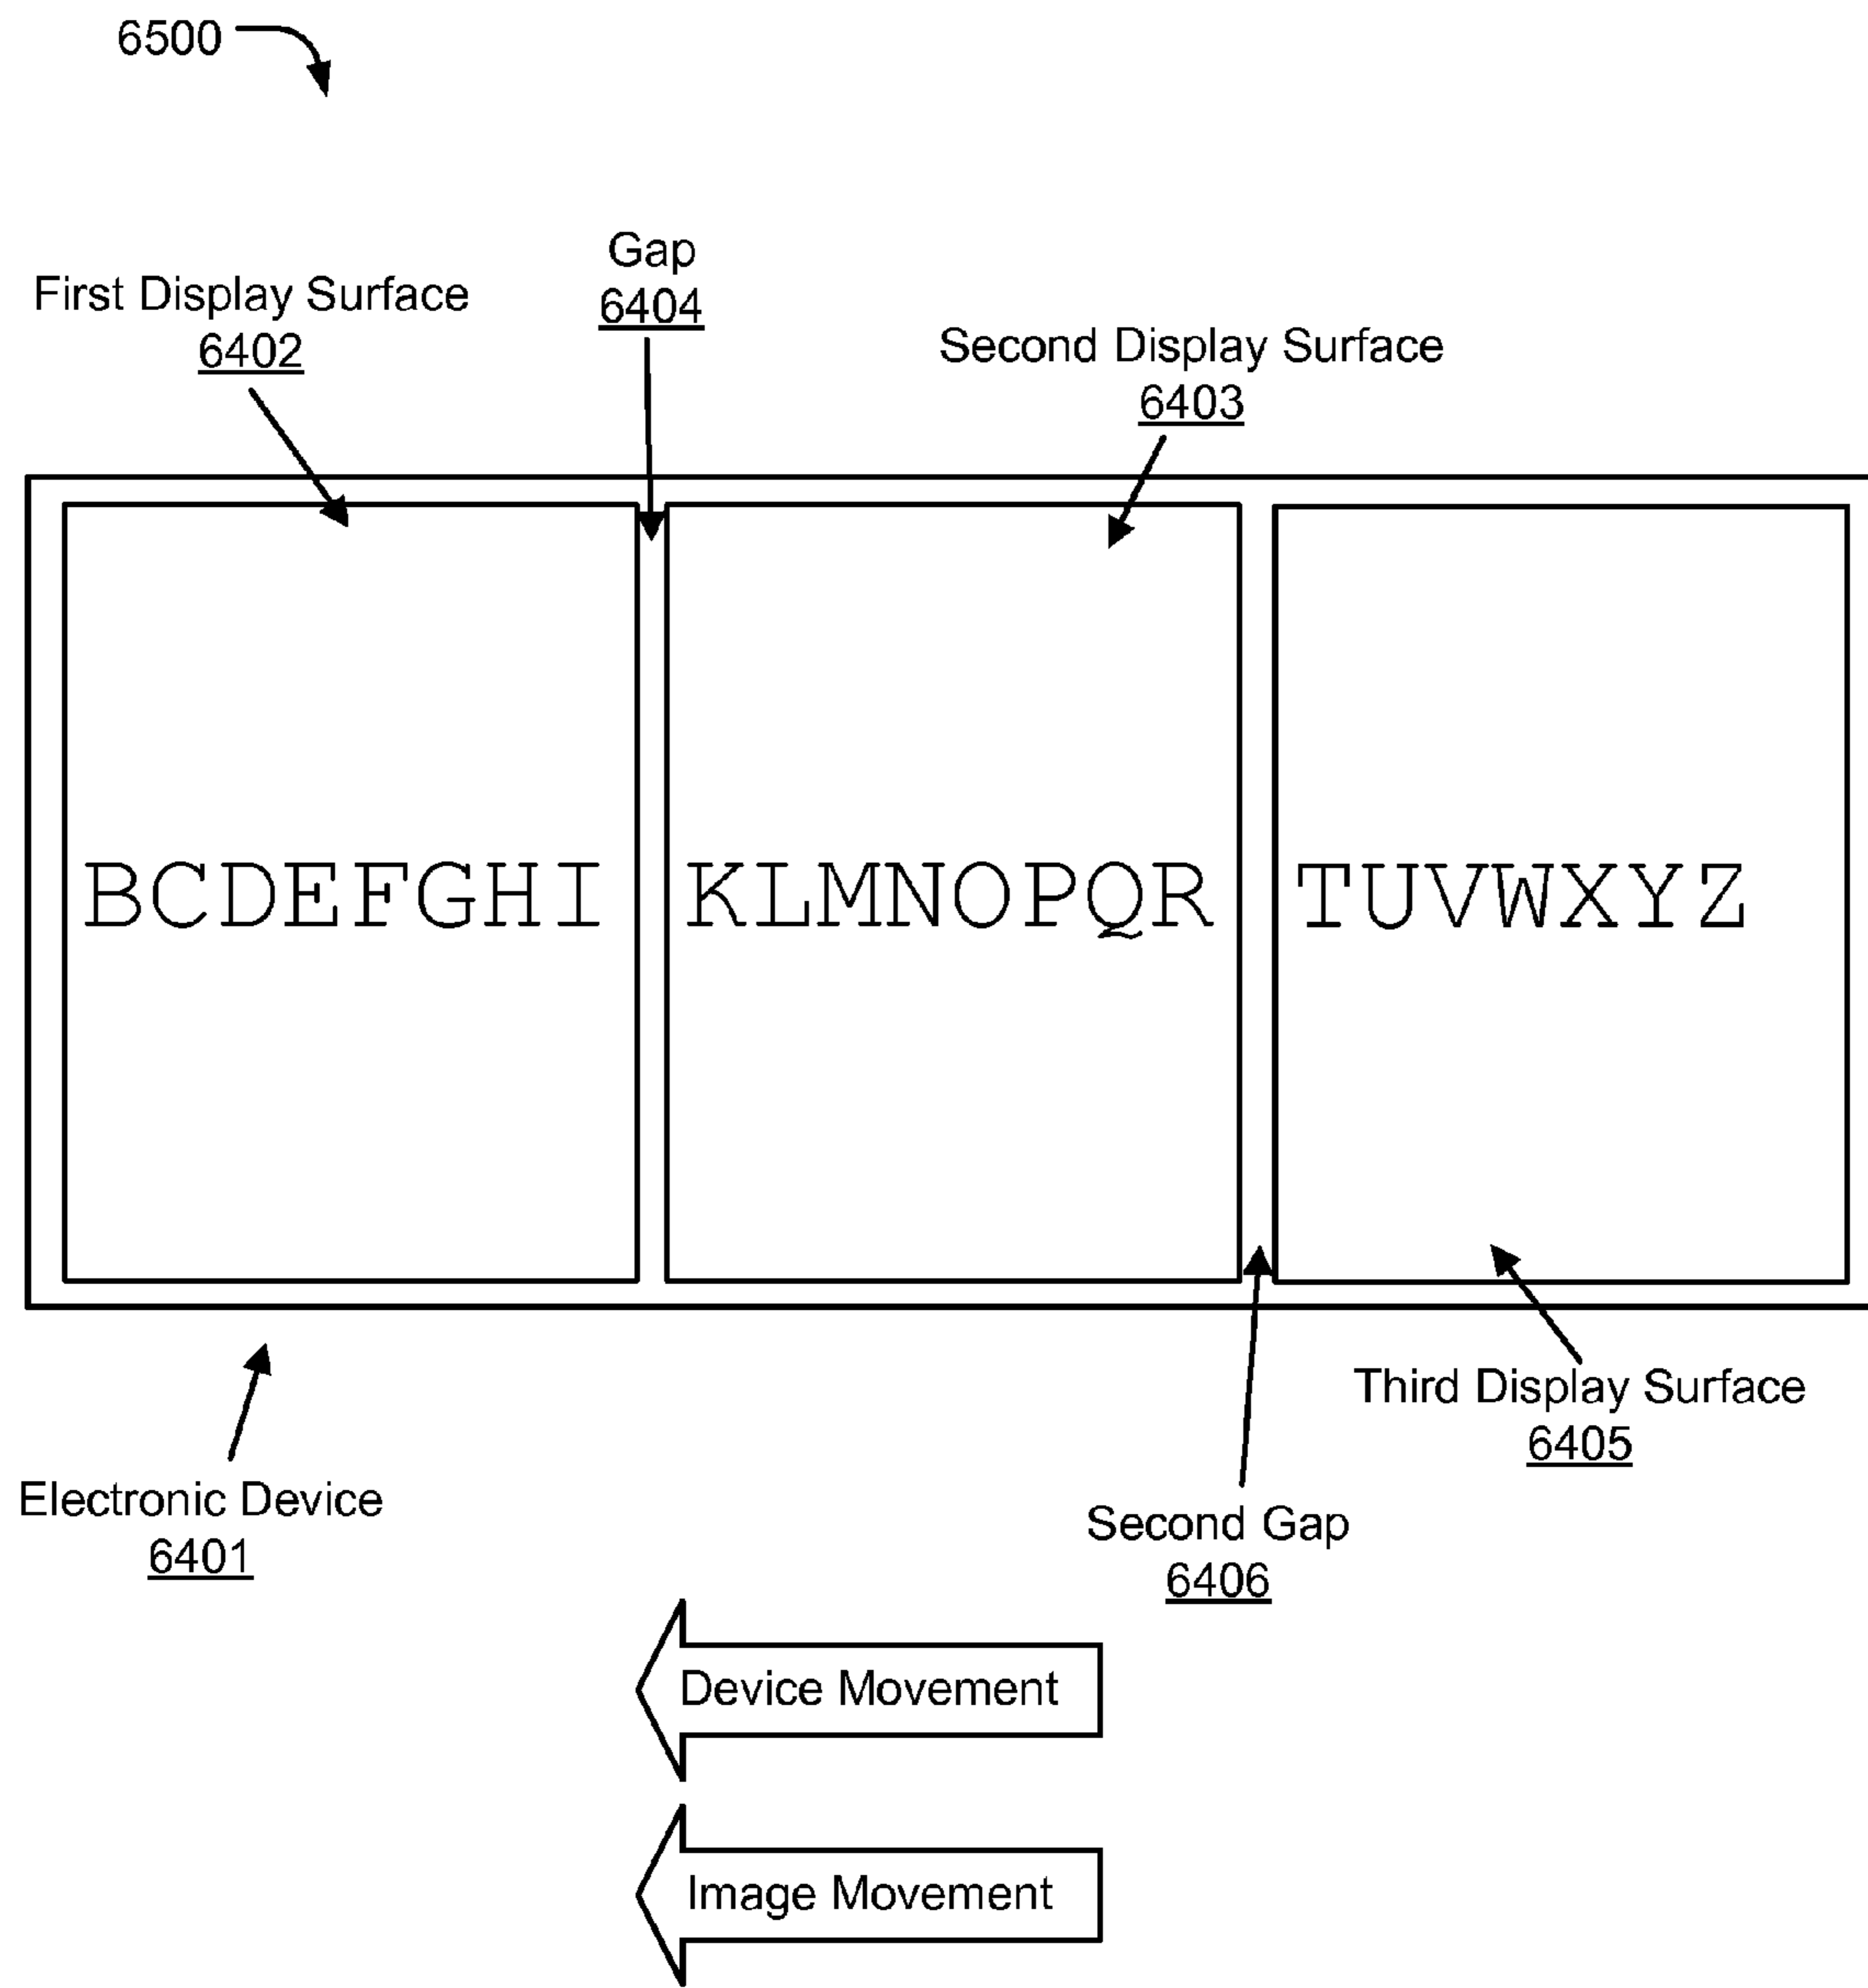 6500
Gap
6404
First Display Surface
6402
Second Display Surface
6403
BCDEFGHI
KLMNOPQR
TUVWXYZ
Electronic Device
6401
Third Display Surface
6405
Second Gap
6406
Device Movement
Image Movement